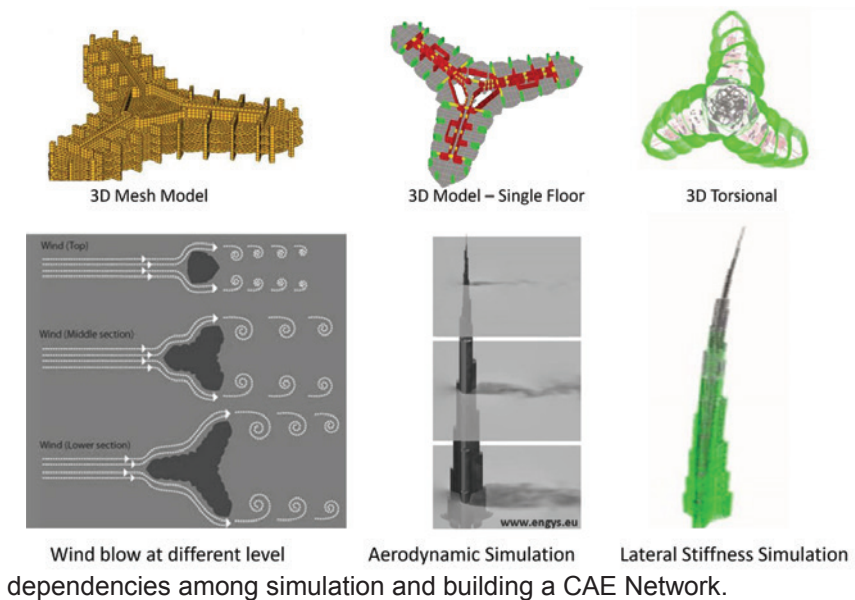 3D Mesh Model
3D Model – Single Floor
3D Torsional
Wind (Top)
Wind (Middle section)
Wind (Lower section)
www.engys.eu
Wind blow at different level
Aerodynamic Simulation
Lateral Stiffness Simulation
dependencies among simulation and building a CAE Network.